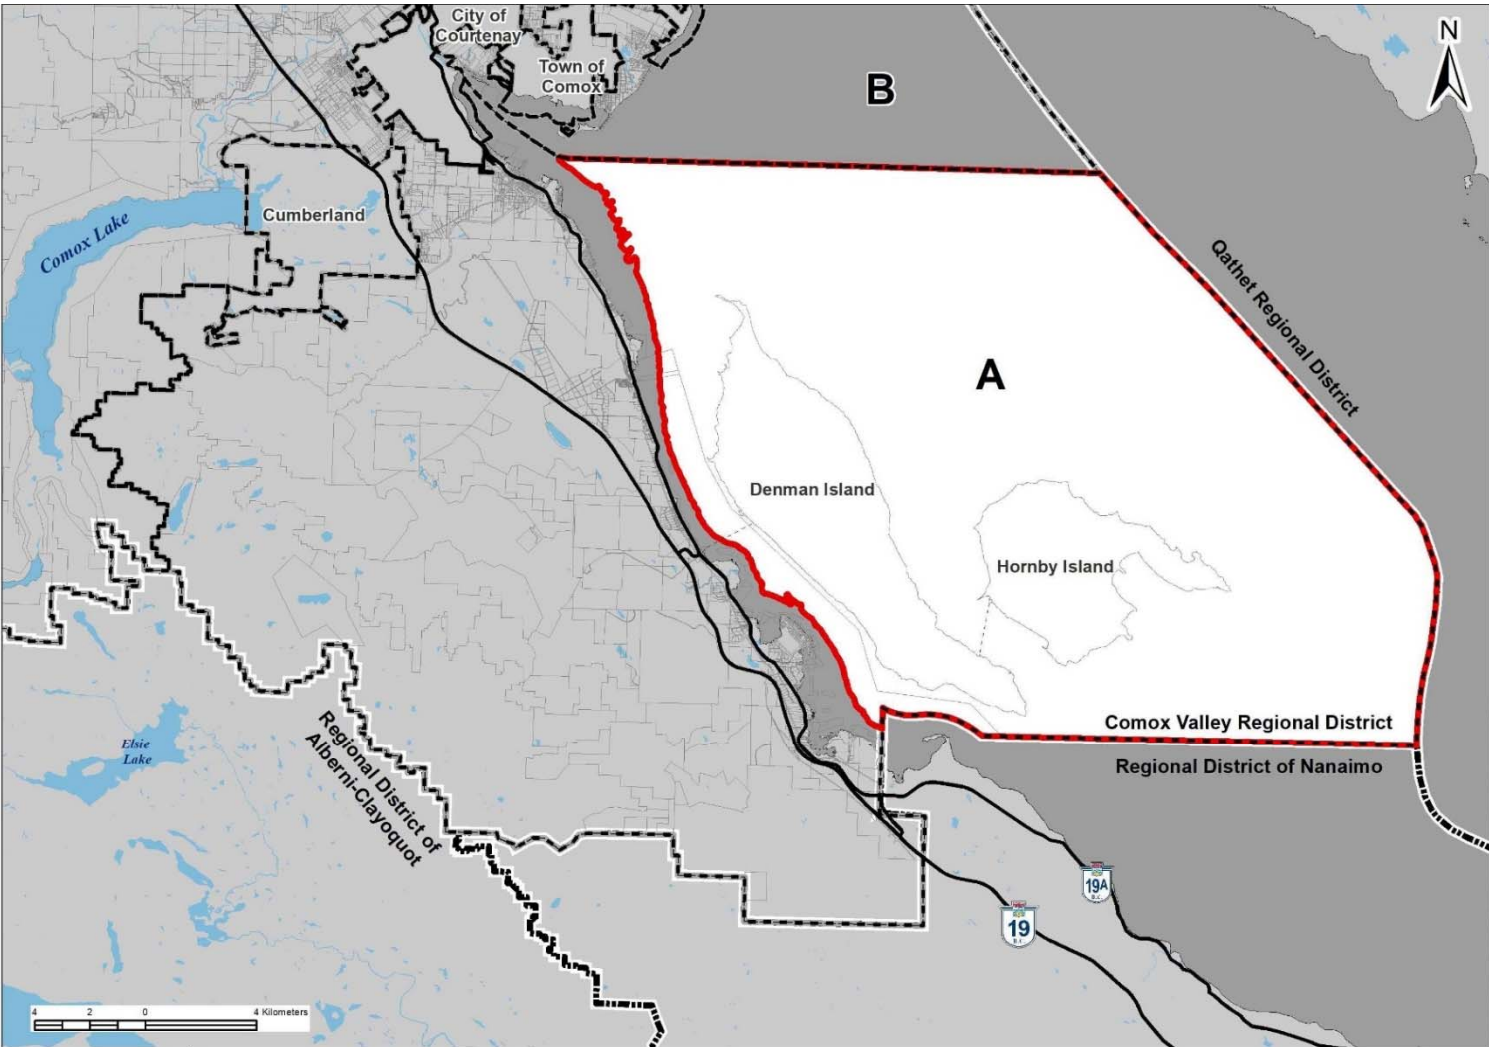 City of
Courtenay
Town of
Comox
B
N
Cumberland
Comox Lake
Qathet Regional District
A
Denman Island
Hornby Island
Comox Valley Regional District
Regional District of Nanaimo
Elsie
Lake
Regional District of
Alberni-Clayoquot
19A
B.C.
19
B.C.
4 2 0 4 Kilometers